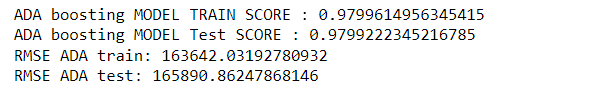 ADA boosting MODEL TRAIN SCORE : 0.9799614956345415
ADA boosting MODEL Test SCORE : 0.9799222345216785
RMSE ADA train: 163642.03192780932
RMSE ADA test: 165890.86247868146